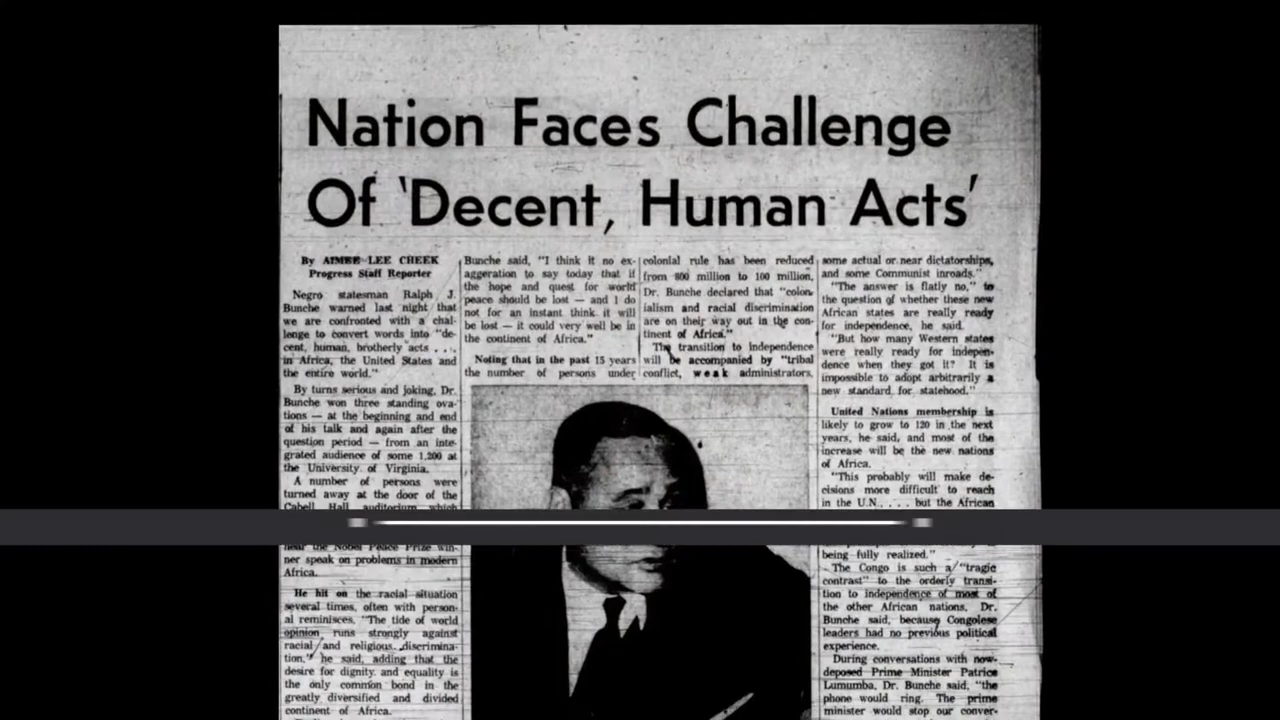 Nation Faces Challenge
Of 'Decent, Human Acts'
By AIMEE LEE CHEEK
Progress Staff Reporter
Negro statesman Ralph J.
Bunche warned last night that
we are confronted with a chal-
lenge to convert words into "de-
cent, human, brotherly acts . . .
in Africa, the United States and
the entire world."
By turns serious and joking, Dr.
Bunche won three standing ova-
tions — at the beginning and end
of his talk and again after the
question period — from an inte-
grated audience of some 1,200 at
the University of Virginia.
A number of persons were
turned away at the door of the
Cabell Hall auditorium which
near the Nobel Peace Prize win-
ner speak on problems in modern
Africa.
He hit on the racial situation
several times, often with person-
al reminisces. "The tide of world
opinion runs strongly against
racial and religious discrimina-
tion," he said, adding that the
desire for dignity and equality is
the only common bond in the
greatly diversified and divided
continent of Africa.
Bunche said, "I think it no ex-
aggeration to say today that if
the hope and quest for world
peace should be lost — and I do
not for an instant think it will
be lost — it could very well be in
the continent of Africa."
Noting that in the past 15 years
the number of persons under
colonial rule has been reduced
from 800 million to 100 million,
Dr. Bunche declared that "colon-
ialism and racial discrimination
are on their way out in the con-
tinent of Africa."
The transition to independence
will be accompanied by "tribal
conflict, weak administrators,
some actual or near dictatorships,
and some Communist inroads."
"The answer is flatly no," to
the question of whether these new
African states are really ready
for independence, he said.
"But how many Western states
were really ready for indepen-
dence when they got it? It is
impossible to adopt arbitrarily a
new standard for statehood."
United Nations membership is
likely to grow to 120 in the next
years, he said, and most of the
increase will be the new nations
of Africa.
"This probably will make de-
cisions more difficult to reach
in the U.N. . . . but the African
being fully realized."
The Congo is such a "tragic
contrast" to the orderly transi-
tion to independence of most of
the other African nations, Dr.
Bunche said, because Congolese
leaders had no previous political
experience.
During conversations with now-
deposed Prime Minister Patrice
Lumumba, Dr. Bunche said, "the
phone would ring. The prime
minister would stop our conver-